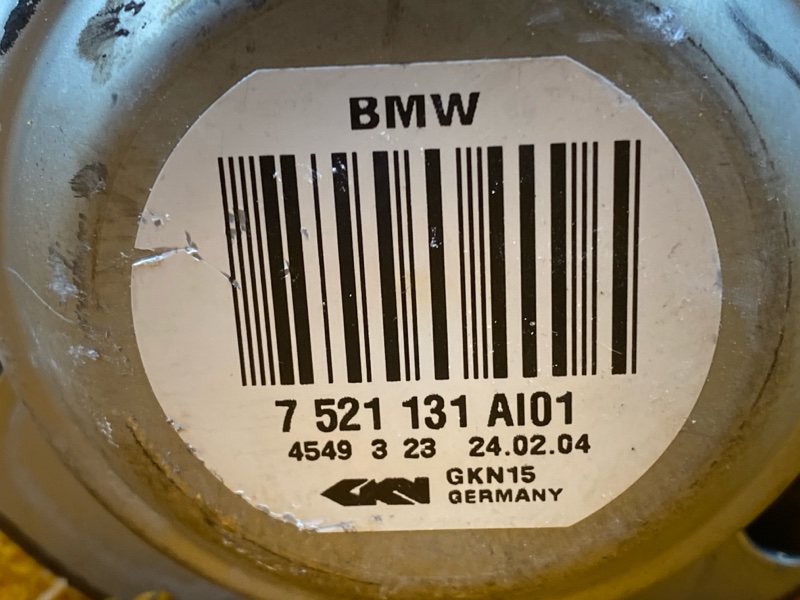 BMW
7 521 131 AI01
4549 3 23 24.02.04
GKN GKN15
GERMANY